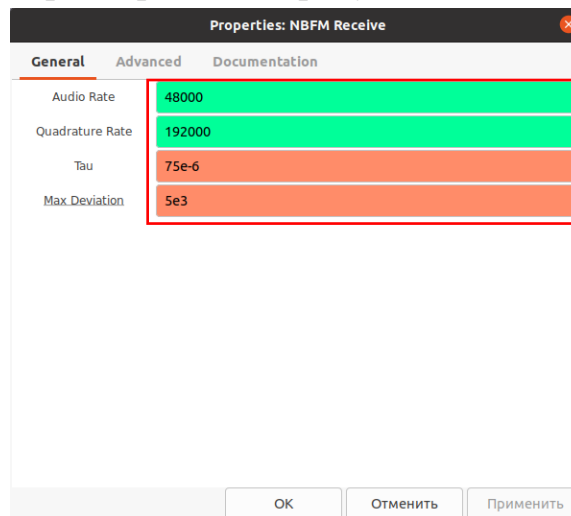 Properties: NBFM Receive
General Advanced Documentation
Audio Rate 48000
Quadrature Rate 192000
Tau 75e-6
Max Deviation 5e3
OK Отменить Применить